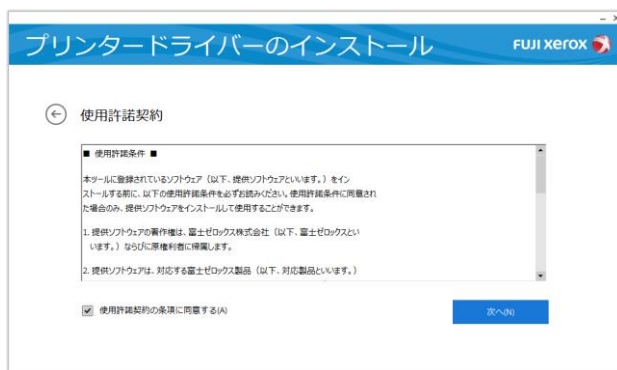 プリンタードライバーのインストール
FUJI xerox
使用許諾契約
■ 使用許諾条件 ■
本ツールに登録されているソフトウェア（以下、提供ソフトウェアといいます。）をイン
ストールする前に、以下の使用許諾条件を必ずお読みください。使用許諾条件に同意され
た場合のみ、提供ソフトウェアをインストールして使用することができます。
1. 提供ソフトウェアの著作権は、富士ゼロックス株式会社（以下、富士ゼロックスとい
います。）ならびに原権利者に帰属します。
2. 提供ソフトウェアは、対応する富士ゼロックス製品（以下、対応製品といいます。）
使用許諾契約の条項に同意する(A)
次へ(N)